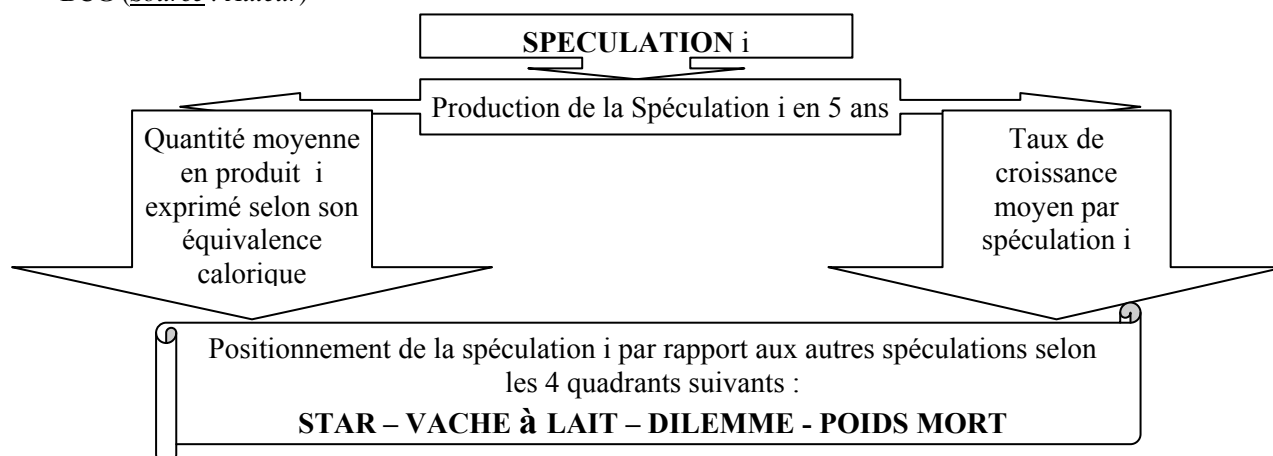 (Source : Auteur)
SPECULATION i
Production de la Spéculation i en 5 ans
Quantité moyenne
en produit i
exprimé selon son
équivalence
calorique
Taux de
croissance
moyen par
spéculation i
Positionnement de la spéculation i par rapport aux autres spéculations selon
les 4 quadrants suivants :
STAR – VACHE à LAIT – DILEMME - POIDS MORT